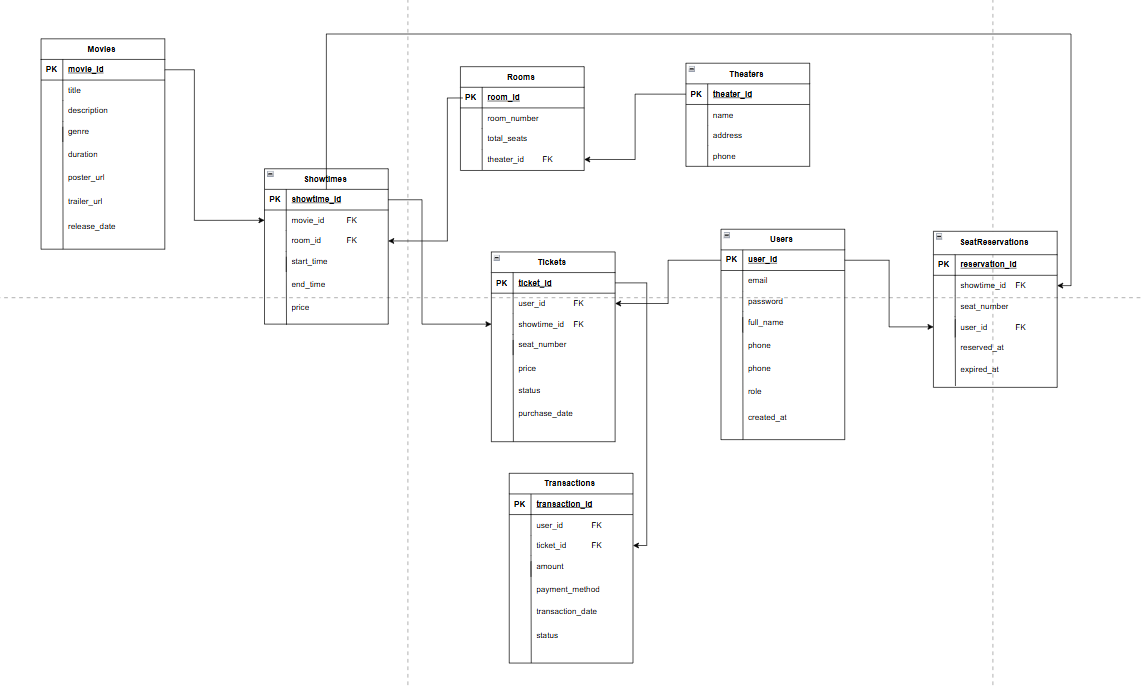 Movies
PK movie_id
title
description
genre
duration
poster_url
trailer_url
release_date
Showtimes
PK showtime_id
movie_id FK
room_id FK
start_time
end_time
price
Rooms
PK room_id
room_number
total_seats
theater_id FK
Theaters
PK theater_id
name
address
phone
Tickets
PK ticket_id
user_id FK
showtime_id FK
seat_number
price
status
purchase_date
Users
PK user_id
email
password
full_name
phone
phone
role
created_at
SeatReservations
PK reservation_id
showtime_id FK
seat_number
user_id FK
reserved_at
expired_at
Transactions
PK transaction_id
user_id FK
ticket_id FK
amount
payment_method
transaction_date
status